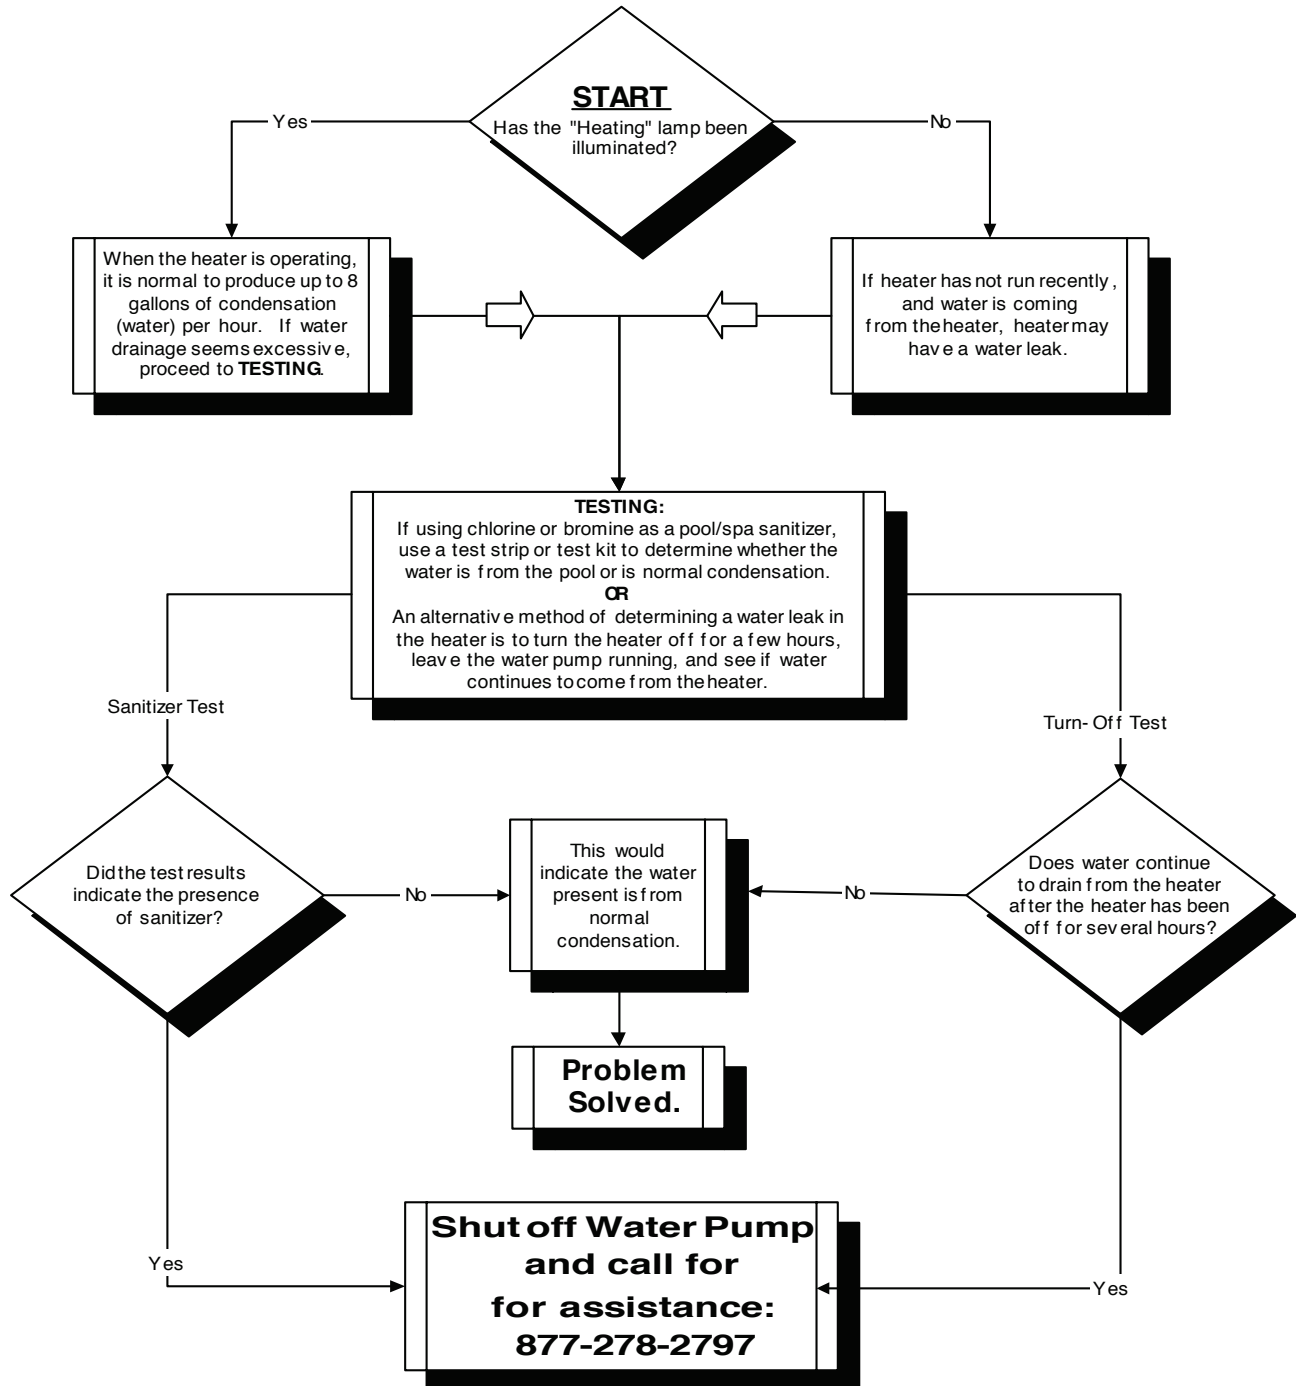 START
Has the "Heating" lamp been
illuminated?
Yes
No
When the heater is operating,
it is normal to produce up to 8
gallons of condensation
(water) per hour. If water
drainage seems excessive,
proceed to TESTING.
If heater has not run recently,
and water is coming
from the heater, heater may
have a water leak.
TESTING:
If using chlorine or bromine as a pool/spa sanitizer,
use a test strip or test kit to determine whether the
water is from the pool or is normal condensation.
OR
An alternative method of determining a water leak in
the heater is to turn the heater off for a few hours,
leave the water pump running, and see if water
continues to come from the heater.
Sanitizer Test
Turn-Off Test
Did the test results
indicate the presence
of sanitizer?
No
This would
indicate the water
present is from
normal
condensation.
No
Does water continue
to drain from the heater
after the heater has been
off for several hours?
Problem
Solved.
Yes
Shut off Water Pump
and call for
for assistance:
877-278-2797
Yes